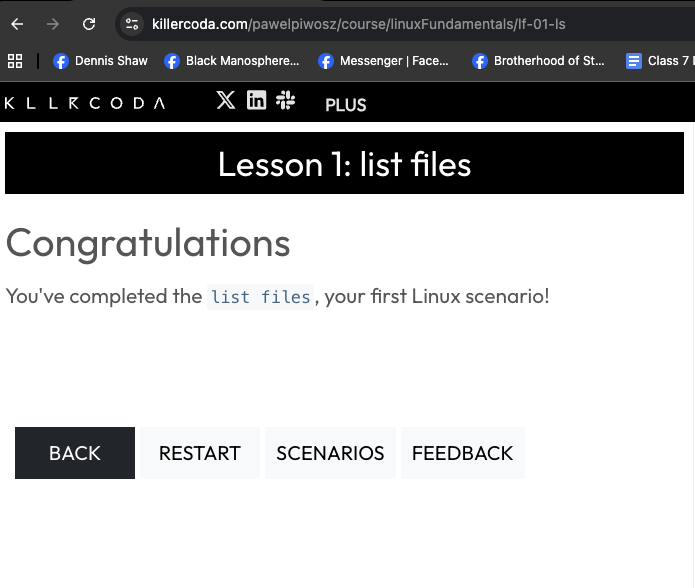 killercoda.com/pawelpiwosz/course/linuxFundamentals/lf-01-ls
Dennis Shaw Black Manosphere... Messenger | Face... Brotherhood of St... Class 7
KLLRCODA PLUS
Lesson 1: list files
Congratulations
You've completed the list files, your first Linux scenario!
BACK RESTART SCENARIOS FEEDBACK